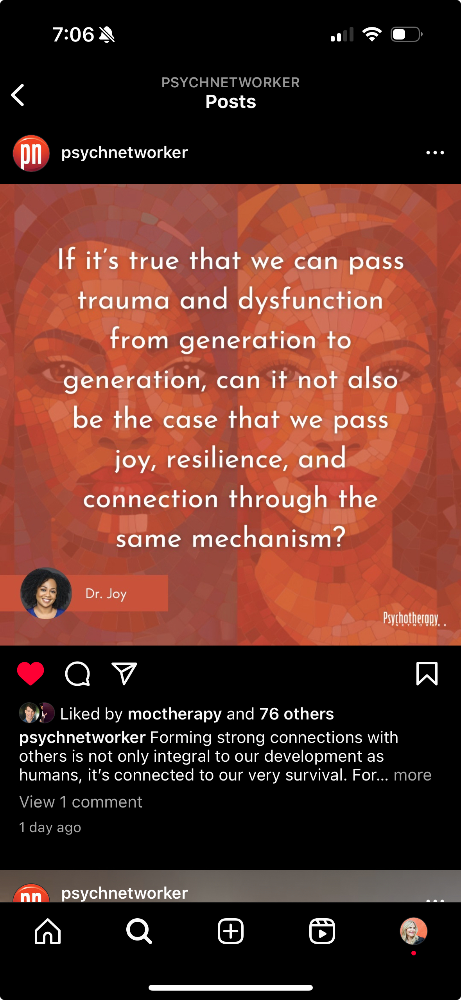 7:06
PSYCHNETWORKER
Posts
pn psychnetworker
If it’s true that we can pass
trauma and dysfunction
from generation to
generation, can it not also
be the case that we pass
joy, resilience, and
connection through the
same mechanism?
Dr. Joy
Psychotherapy
NETWORKER
Liked by moctherapy and 76 others
psychnetworker Forming strong connections with
others is not only integral to our development as
humans, it’s connected to our very survival. For... more
View 1 comment
1 day ago
pn psychnetworker